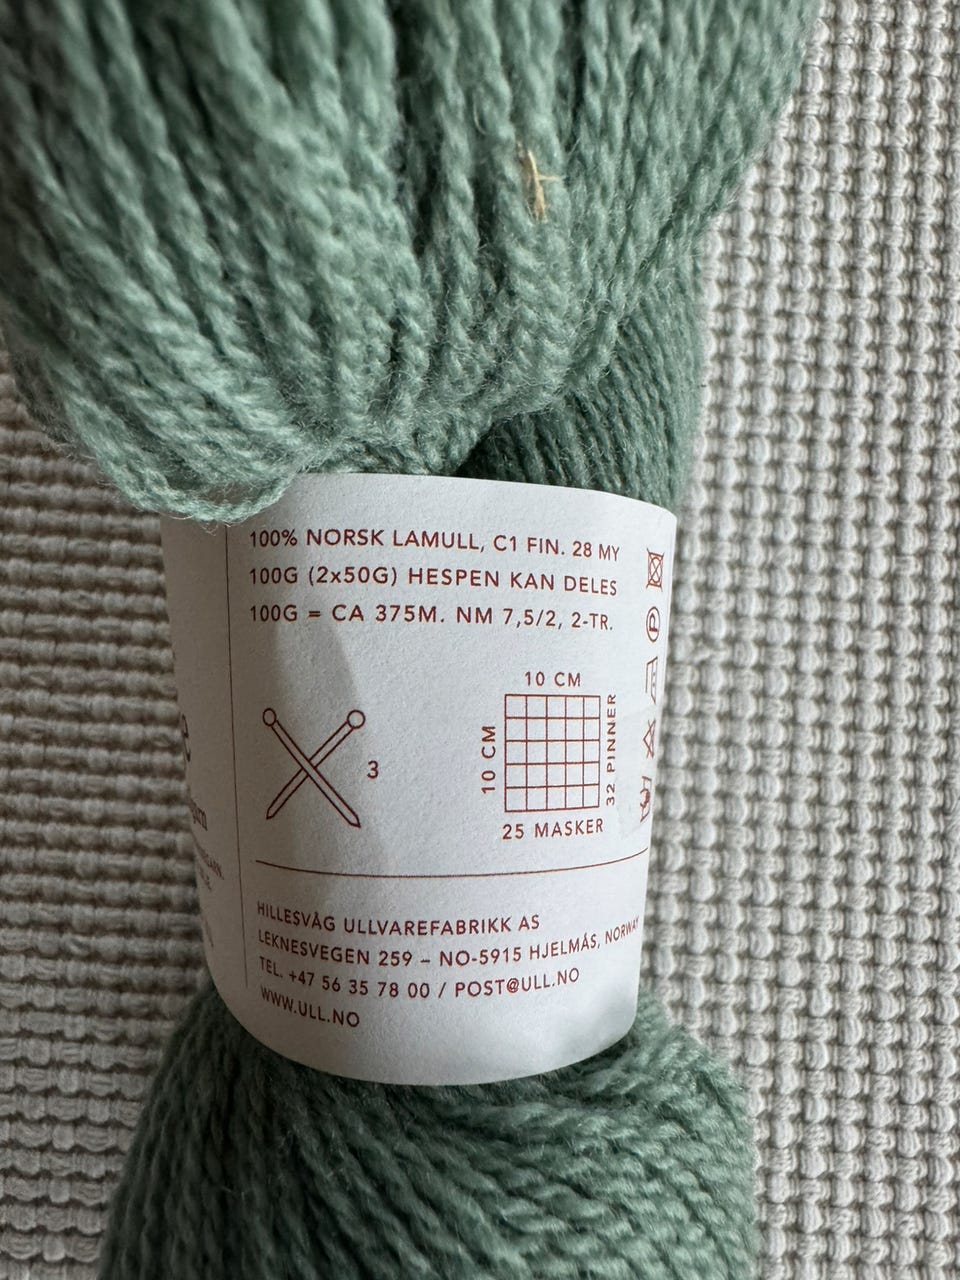 100% NORSK LAMULL, C1 FIN. 28 MY
100G (2x50G) HESPEN KAN DELES
100G = CA 375M. NM 7,5/2, 2-TR.
10 CM
10 CM
32 PINNER
3
25 MASKER
P
HILLESVÅG ULLVAREFABRIKK AS
LEKNESVEGEN 259 – NO-5915 HJELMÅS, NORWAY
TEL. +47 56 35 78 00 / POST@ULL.NO
WWW.ULL.NO